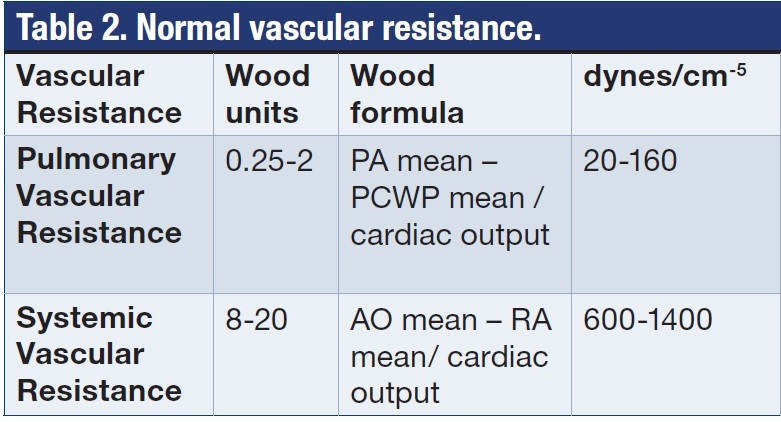 Table 2. Normal vascular resistance.
Vascular Resistance
Wood units
Wood formula
dynes/cm-5
Pulmonary Vascular Resistance
0.25-2
PA mean – PCWP mean / cardiac output
20-160
Systemic Vascular Resistance
8-20
AO mean – RA mean/ cardiac output
600-1400